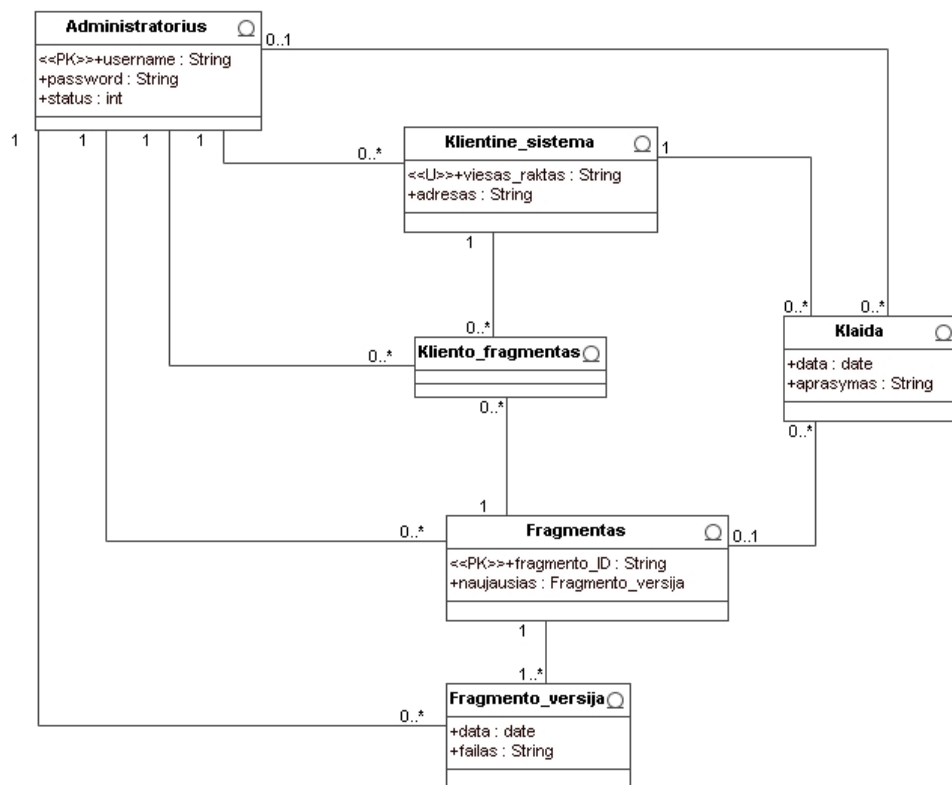 Administratorius
<<PK>>+username : String
+password : String
+status : int
0..1
1
1
1
1
0..*
Klientine_sistema
<<U>>+viesas_raktas : String
+adresas : String
1
1
0..*
0..*
0..*
Klaida
+data : date
+aprasymas : String
0..*
0..*
Kliento_fragmentas
0..*
1
0..*
Fragmentas
<<PK>>+fragmento_ID : String
+naujausias : Fragmento_versija
0..1
1
1..*
0..*
Fragmento_versija
+data : date
+failas : String